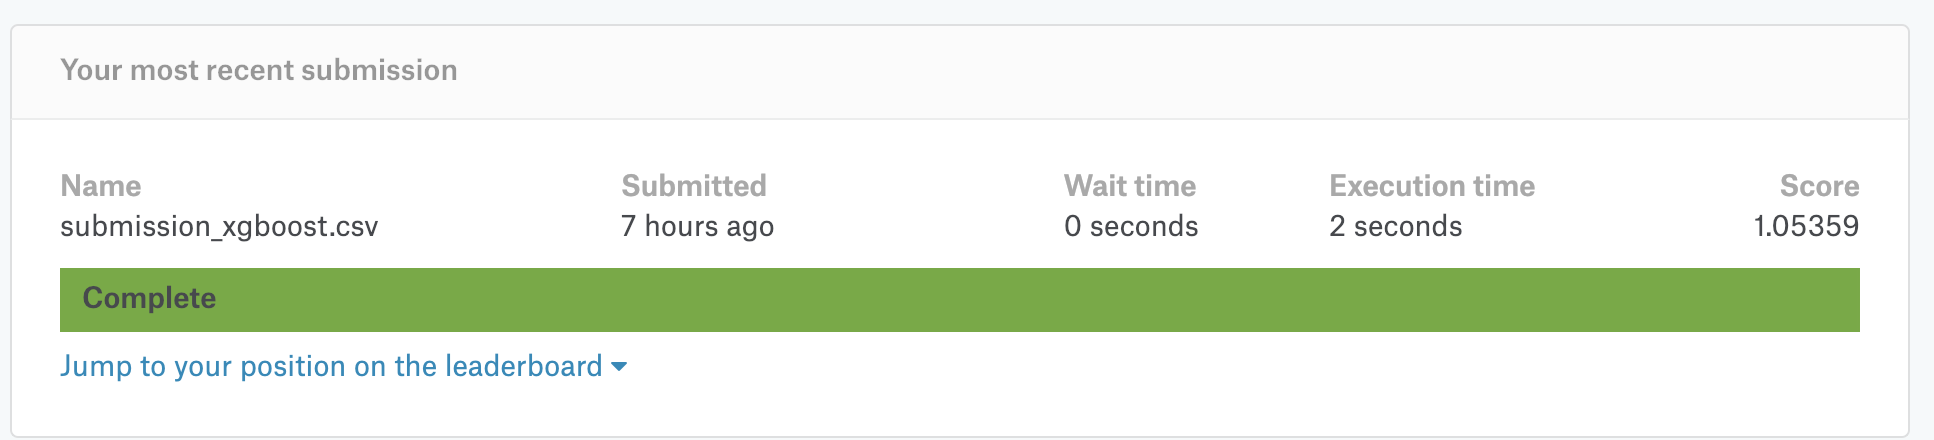 Your most recent submission
Name Submitted Wait time Execution time Score
submission_xgboost.csv 7 hours ago 0 seconds 2 seconds 1.05359
Complete
Jump to your position on the leaderboard